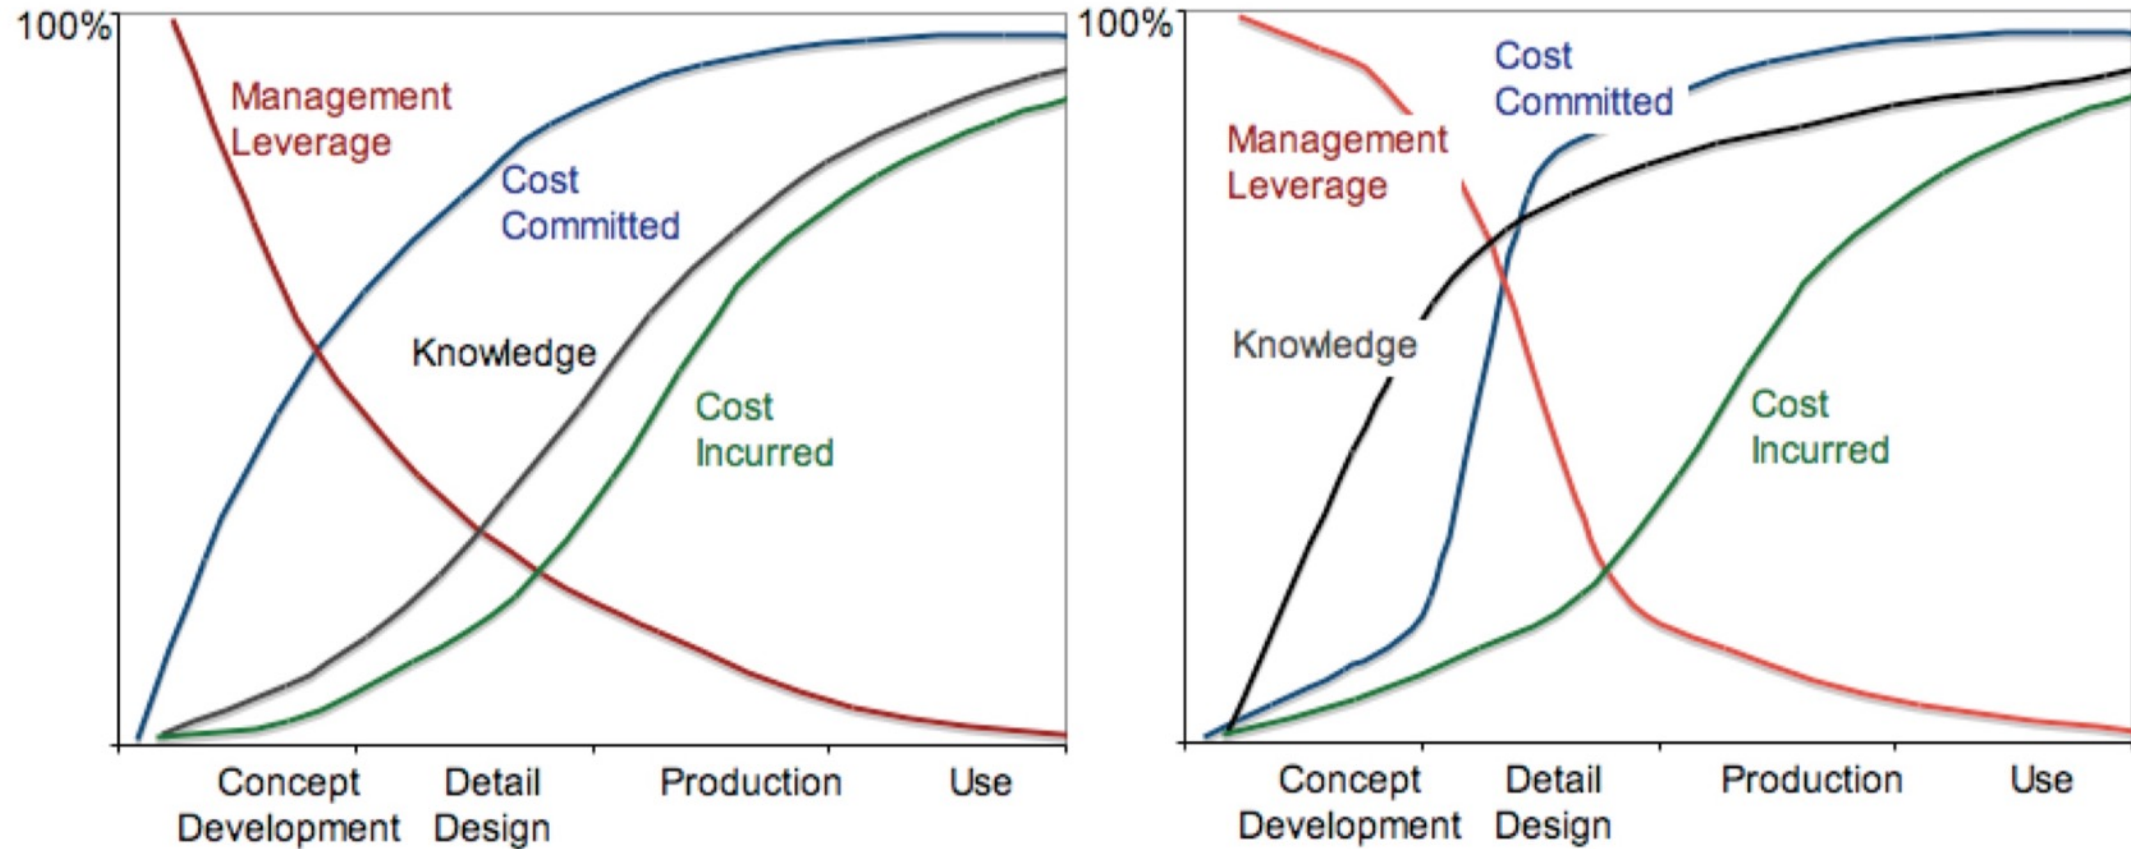 100%
Management
Leverage
Cost
Committed
Knowledge
Cost
Incurred
Concept
Development
Detail
Design
Production
Use
100%
Cost
Committed
Management
Leverage
Knowledge
Cost
Incurred
Concept
Development
Detail
Design
Production
Use